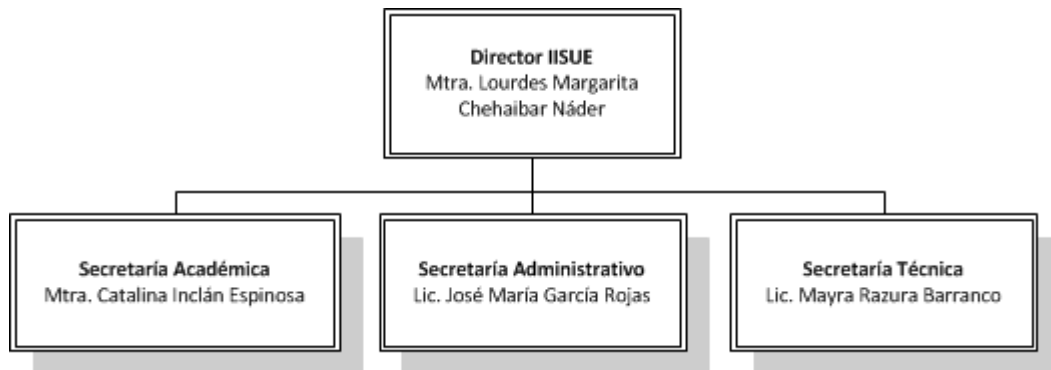 Director IISUE
Mtra. Lourdes Margarita
Chehaibar Náder
Secretaría Académica
Mtra. Catalina Inclán Espinosa
Secretaría Administrativo
Lic. José María García Rojas
Secretaría Técnica
Lic. Mayra Razura Barranco